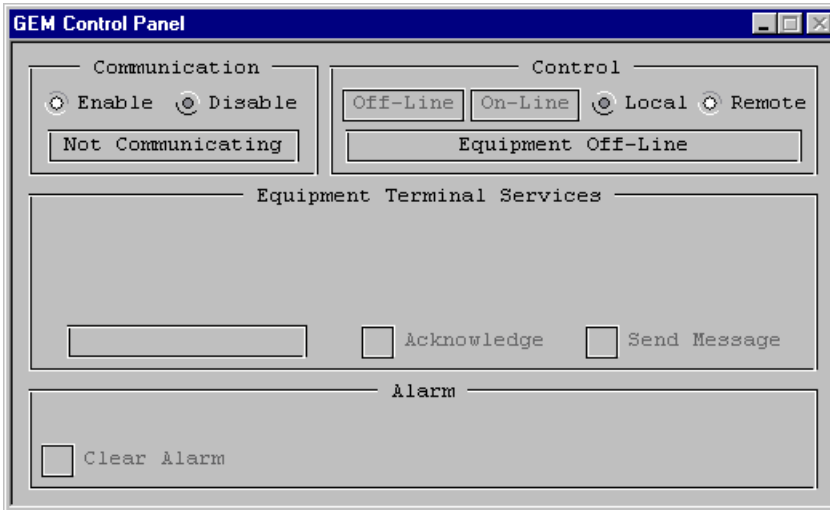 GEM Control Panel
Communication
Control
Enable Disable
Off-Line On-Line Local Remote
Not Communicating
Equipment Off-Line
Equipment Terminal Services
Acknowledge Send Message
Alarm
Clear Alarm